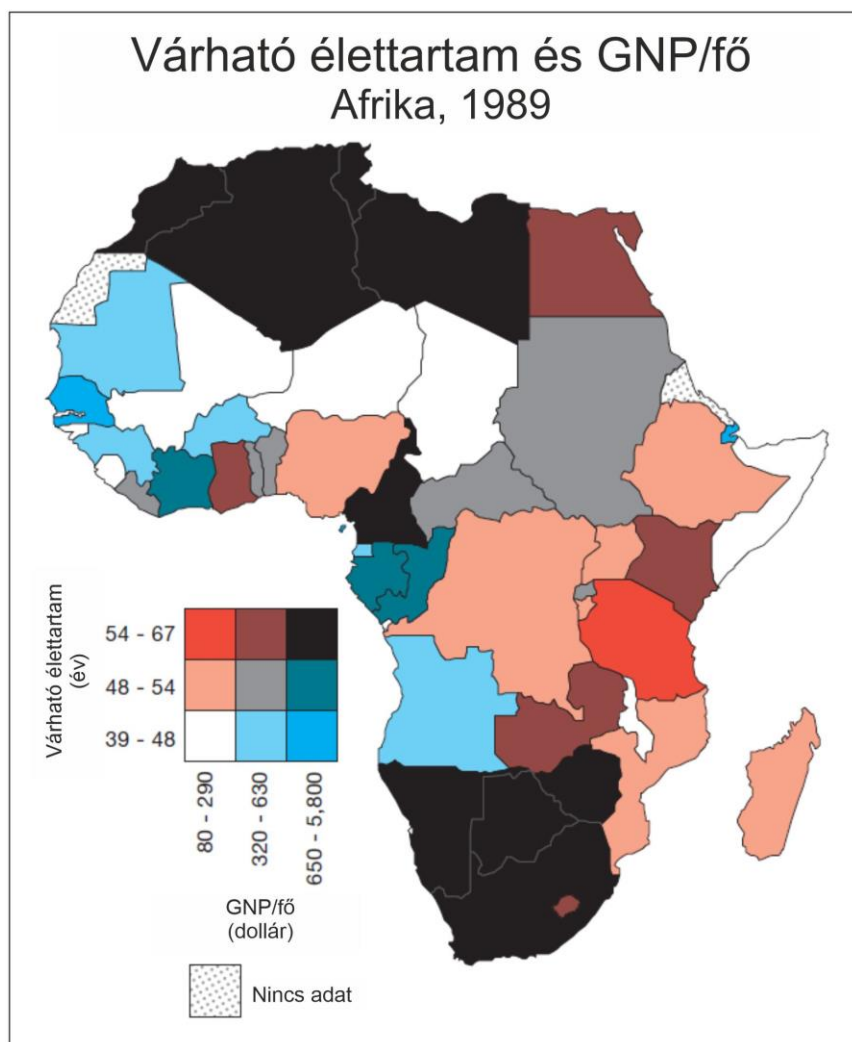 Várható élettartam és GNP/fő
Afrika, 1989
Várható élettartam
(év)
54 - 67
48 - 54
39 - 48
80 - 290
320 - 630
650 - 5,800
GNP/fő
(dollár)
Nincs adat